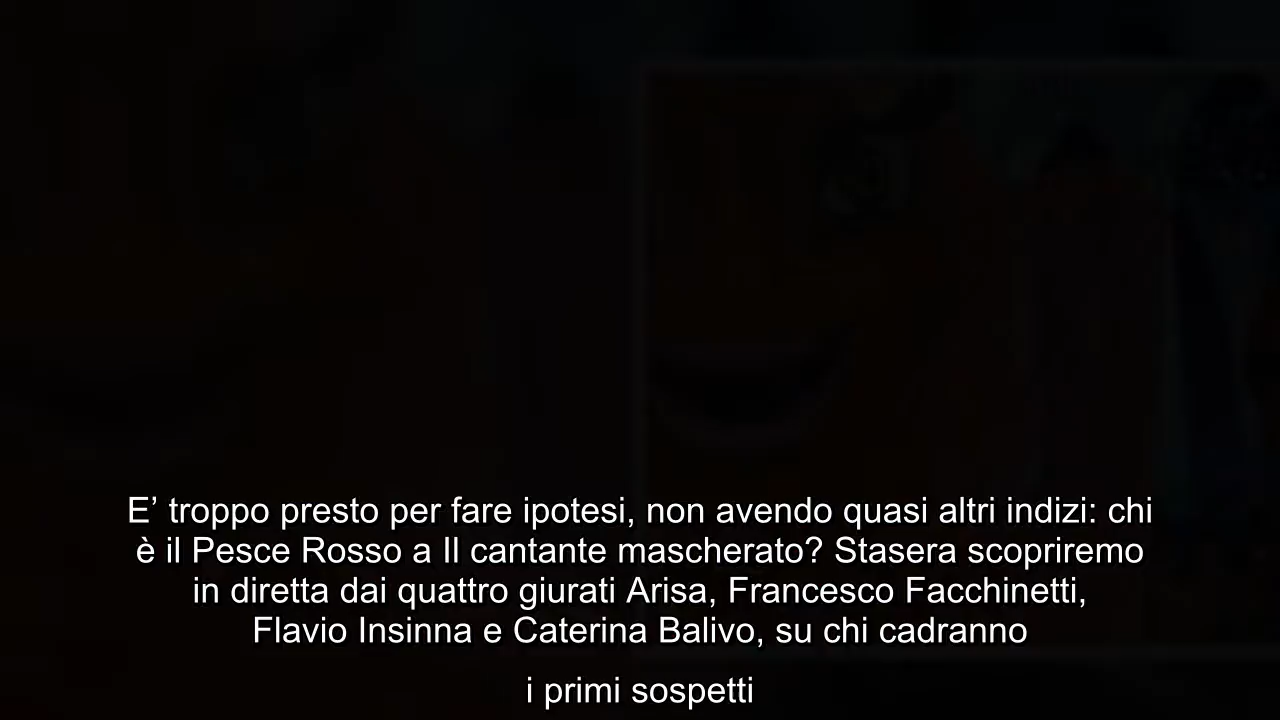 E’ troppo presto per fare ipotesi, non avendo quasi altri indizi: chi
è il Pesce Rosso a Il cantante mascherato? Stasera scopriremo
in diretta dai quattro giurati Arisa, Francesco Facchinetti,
Flavio Insinna e Caterina Balivo, su chi cadranno
i primi sospetti